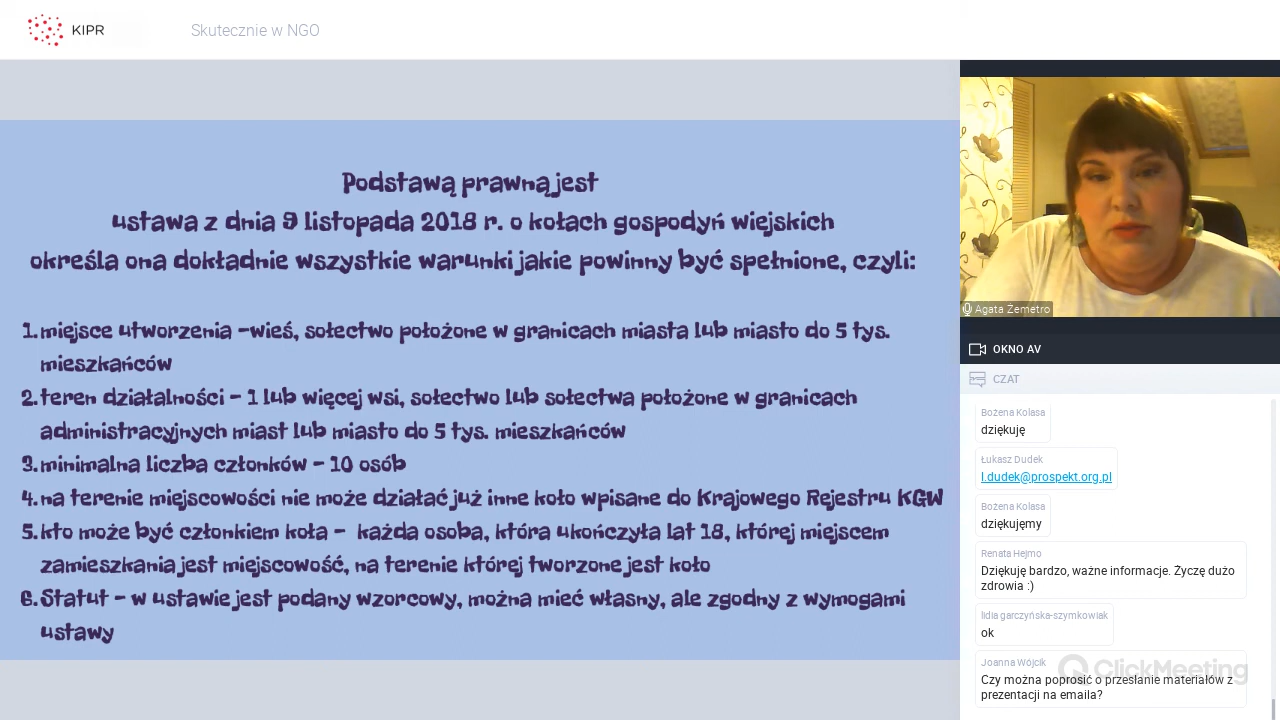 KIPR
Skutecznie w NGO
Podstawą prawną jest
ustawa z dnia 9 listopada 2018 r. o kołach gospodyń wiejskich
określa ona dokładnie wszystkie warunki jakie powinny być spełnione, czyli:
1. miejsce utworzenia -wieś, sołectwo położone w granicach miasta lub miasto do 5 tys.
mieszkańców
2. teren działalności - 1 lub więcej wsi, sołectwo lub sołectwa położone w granicach
administracyjnych miast lub miasto do 5 tys. mieszkańców
3. minimalna liczba członków - 10 osób
4. na terenie miejscowości nie może działać już inne koło wpisane do Krajowego Rejestru KGW
5. kto może być członkiem koła - każda osoba, która ukończyła lat 18, której miejscem
zamieszkania jest miejscowość, na terenie której tworzone jest koło
6. Statut - w ustawie jest podany wzorcowy, można mieć własny, ale zgodny z wymogami
ustawy
Agata Żemetro
OKNO AV
CZAT
Bożena Kolasa
dziękuję
Łukasz Dudek
l.dudek@prospekt.org.pl
Bożena Kolasa
dziękujęmy
Renata Hejmo
Dziękuję bardzo, ważne informacje. Życzę dużo
zdrowia :)
lidia garczyńska-szymkowiak
ok
Joanna Wójcik
Czy można poprosić o przesłanie materiałów z
prezentacji na emaila?
ClickMeeting